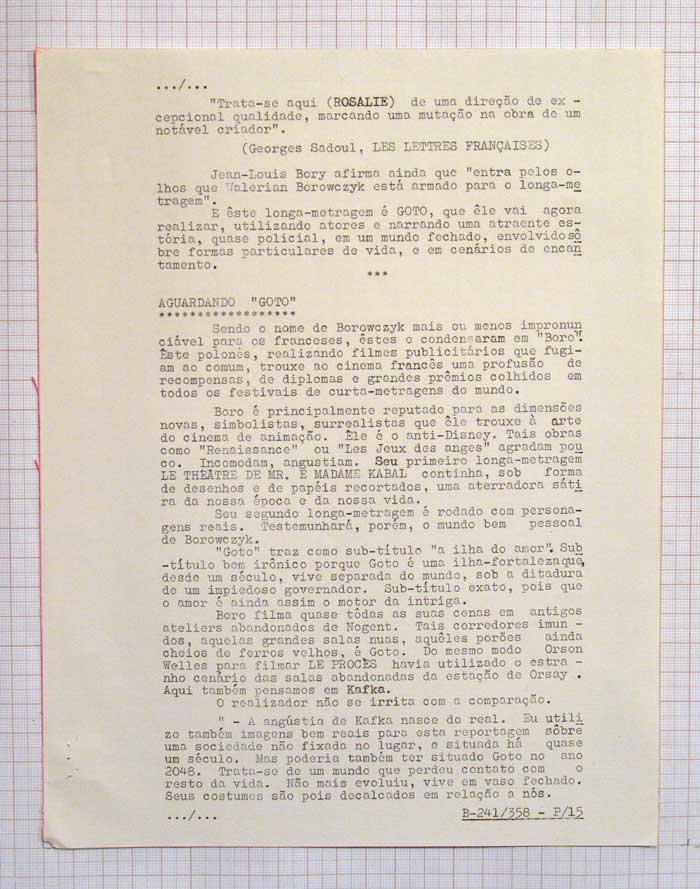 .../...
"Trata-se aqui (ROSALIE) de uma direção de ex -
cepcional qualidade, marcando uma mutação na obra de um
notável criador".
(Georges Sadoul, LES LETTRES FRANÇAISES)
Jean-Louis Bory afirma ainda que "entra pelos o-
lhos que Walerian Borowczyk está armado para o longa-me
tragem".
E êste longa-metragem é GOTO, que êle vai agora
realizar, utilizando atores e narrando uma atraente es-
tória, quase policial, em um mundo fechado, envolvido sô
bre formas particulares de vida, e em cenários de encan
tamento.
***
AGUARDANDO "GOTO"
******************
Sendo o nome de Borowczyk mais ou menos impronun
ciável para os franceses, êstes o condensaram em "Boro".
Êste polonês, realizando filmes publicitários que fugi-
am ao comum, trouxe ao cinema francês uma profusão de
recompensas, de diplomas e grandes prêmios colhidos em
todos os festivais de curta-metragens do mundo.
Boro é principalmente reputado para as dimensões
novas, simbolistas, surrealistas que êle trouxe à arte
do cinema de animação. Êle é o anti-Disney. Tais obras
como "Renaissance" ou "Les Jeux des anges" agradam pou
co. Incomodam, angustiam. Seu primeiro longa-metragem
LE THÉÂTRE DE MR. E MADAME KABAL continha, sob forma
de desenhos e de papéis recortados, uma aterradora sáti
ra da nossa época e da nossa vida.
Seu segundo longa-metragem é rodado com persona-
gens reais. Testemunhará, porém, o mundo bem pessoal
de Borowczyk.
"Goto" traz como sub-título "a ilha do amor". Sub
-título bem irônico porque Goto é uma ilha-fortaleza que,
desde um século, vive separada do mundo, sob a ditadura
de um impiedoso governador. Sub-título exato, pois que
o amor é ainda assim o motor da intriga.
Boro filma quase tôdas as suas cenas em antigos
ateliers abandonados de Nogent. Tais corredores imun -
dos, aquelas grandes salas nuas, aquêles porões ainda
cheios de ferros velhos, é Goto. Do mesmo modo Orson
Welles para filmar LE PROCÈS havia utilizado o estra -
nho cenário das salas abandonadas da estação de Orsay .
Aqui também pensamos em Kafka.
O realizador não se irrita com a comparação.
" - A angústia de Kafka nasce do real. Eu utili
zo também imagens bem reais para esta reportagem sôbre
uma sociedade não fixada no lugar, e situada há quase
um século. Mas poderia também ter situado Goto no ano
2048. Trata-se de um mundo que perdeu contato com o
resto da vida. Não mais evoluiu, vive em vaso fechado.
Seus costumes são pois decalcados em relação a nós.
.../... B-241/358 - P/15